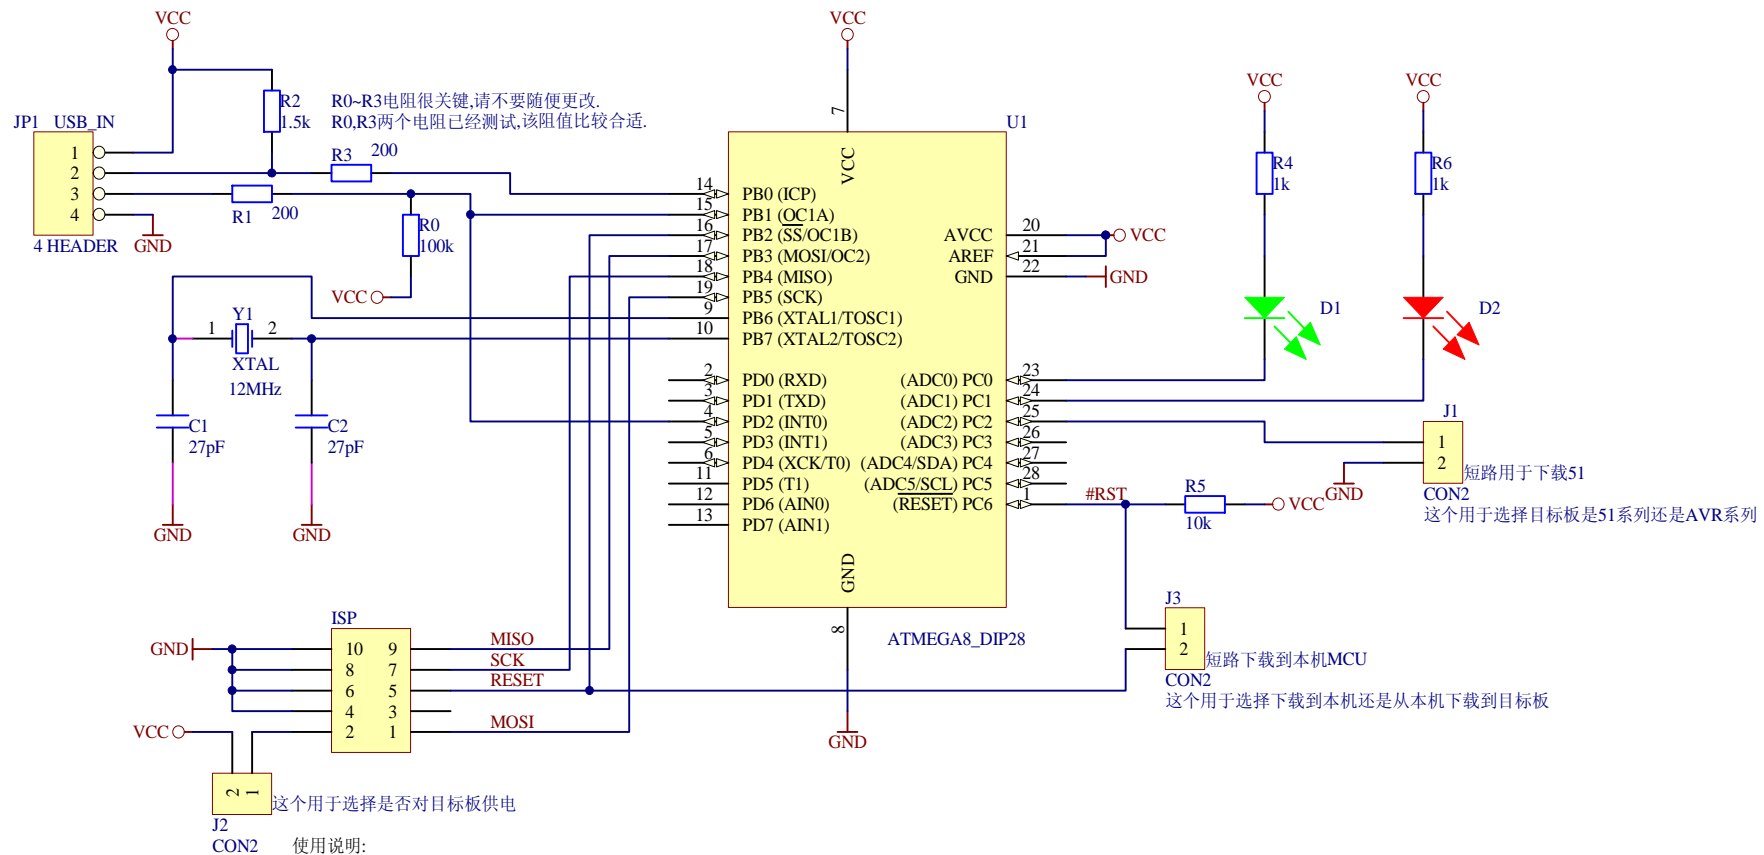 VCC
VCC
VCC
VCC
JP1 USB_IN
1
2
3
4
4 HEADER
GND
R2
1.5k
R0~R3电阻很关键,请不要随便更改.
R0,R3两个电阻已经测试,该阻值比较合适.
R3
200
R1
200
R0
100k
VCC
Y1
1
2
XTAL
12MHz
C1
27pF
C2
27pF
GND
GND
U1
7
VCC
14 PB0 (ICP)
15 PB1 (OC1A)
16 PB2 (SS/OC1B)
17 PB3 (MOSI/OC2)
18 PB4 (MISO)
19 PB5 (SCK)
9 PB6 (XTAL1/TOSC1)
10 PB7 (XTAL2/TOSC2)
2 PD0 (RXD)
3 PD1 (TXD)
4 PD2 (INT0)
5 PD3 (INT1)
6 PD4 (XCK/T0)
11 PD5 (T1)
12 PD6 (AIN0)
13 PD7 (AIN1)
AVCC 20
AREF 21
GND 22
VCC
GND
(ADC0) PC0 23
(ADC1) PC1 24
(ADC2) PC2 25
(ADC3) PC3 26
(ADC4/SDA) PC4 27
(ADC5/SCL) PC5 28
(RESET) PC6 1
GND
8
ATMEGA8_DIP28
GND
R4
1k
R6
1k
D1
D2
J1
1
2
短路用于下载51
CON2
这个用于选择目标板是51系列还是AVR系列
GND
#RST
R5
10k
VCC
J3
1
2
短路下载到本机MCU
CON2
这个用于选择下载到本机还是从本机下载到目标板
ISP
GND
10 9
8 7
6 5
4 3
2 1
MISO
SCK
RESET
MOSI
VCC
2 1
这个用于选择是否对目标板供电
J2
CON2
使用说明: